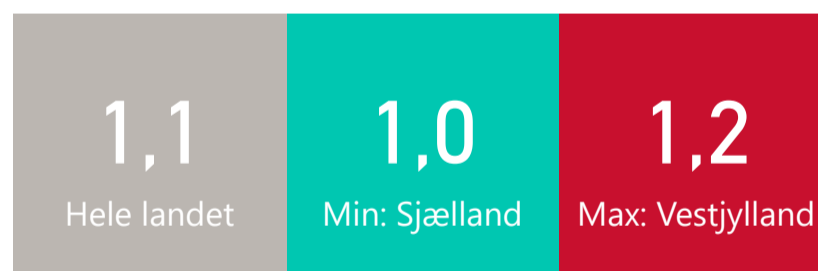 1,1
Hele landet
1,0
Min: Sjælland
1,2
Max: Vestjylland